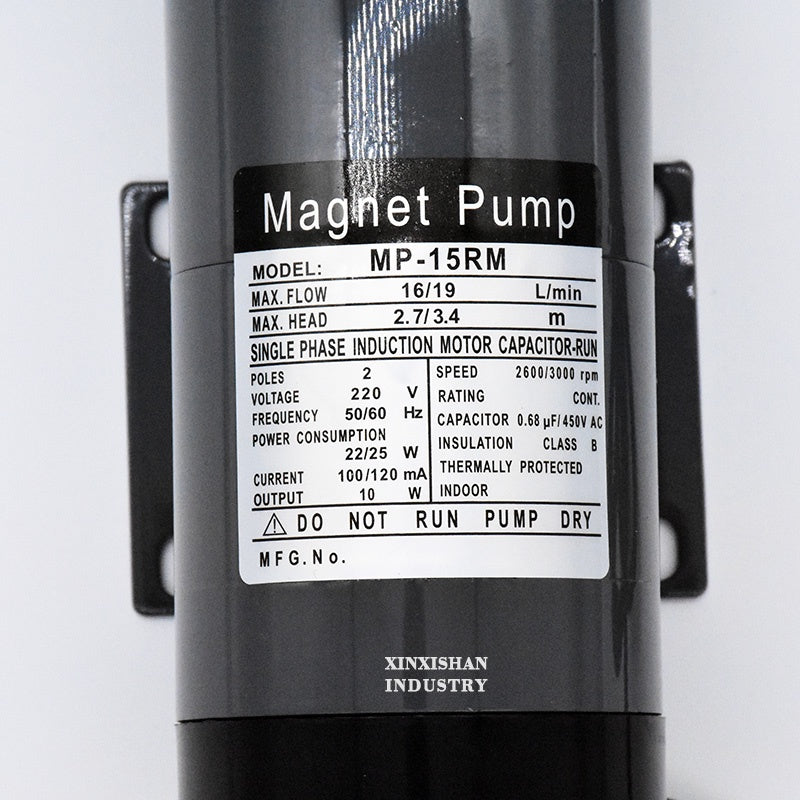 Magnet Pump
MODEL: MP-15RM
MAX. FLOW 16/19 L/min
MAX. HEAD 2.7/3.4 m
SINGLE PHASE INDUCTION MOTOR CAPACITOR-RUN
POLES 2
VOLTAGE 220 V
FREQUENCY 50/60 Hz
POWER CONSUMPTION
22/25 W
CURRENT 100/120 mA
OUTPUT 10 W
SPEED 2600/3000 rpm
RATING CONT.
CAPACITOR 0.68 µF/450V AC
INSULATION CLASS B
THERMALLY PROTECTED
INDOOR
⚠ DO NOT RUN PUMP DRY
MFG.No.
XINXISHAN
INDUSTRY